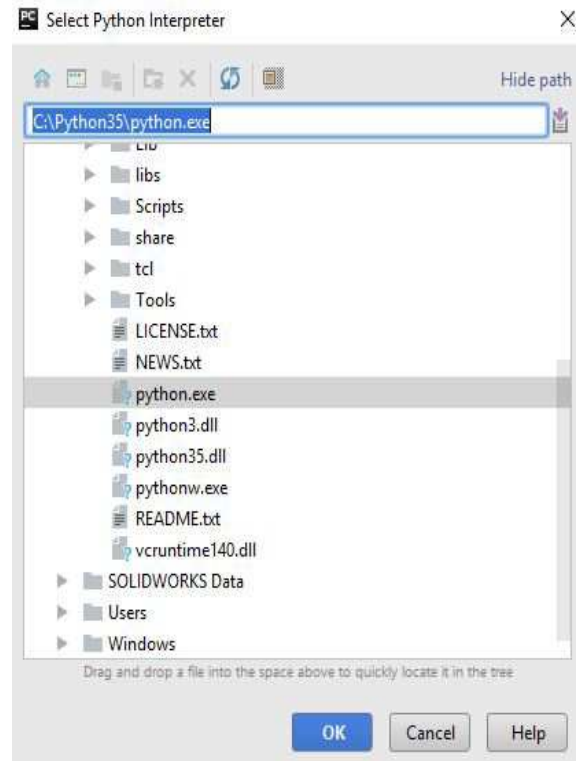 PC Select Python Interpreter
Hide path
C:\Python35\python.exe
Lib
libs
Scripts
share
tcl
Tools
LICENSE.txt
NEWS.txt
python.exe
python3.dll
python35.dll
pythonw.exe
README.txt
vcruntime140.dll
SOLIDWORKS Data
Users
Windows
Drag and drop a file into the space above to quickly locate it in the tree
OK Cancel Help